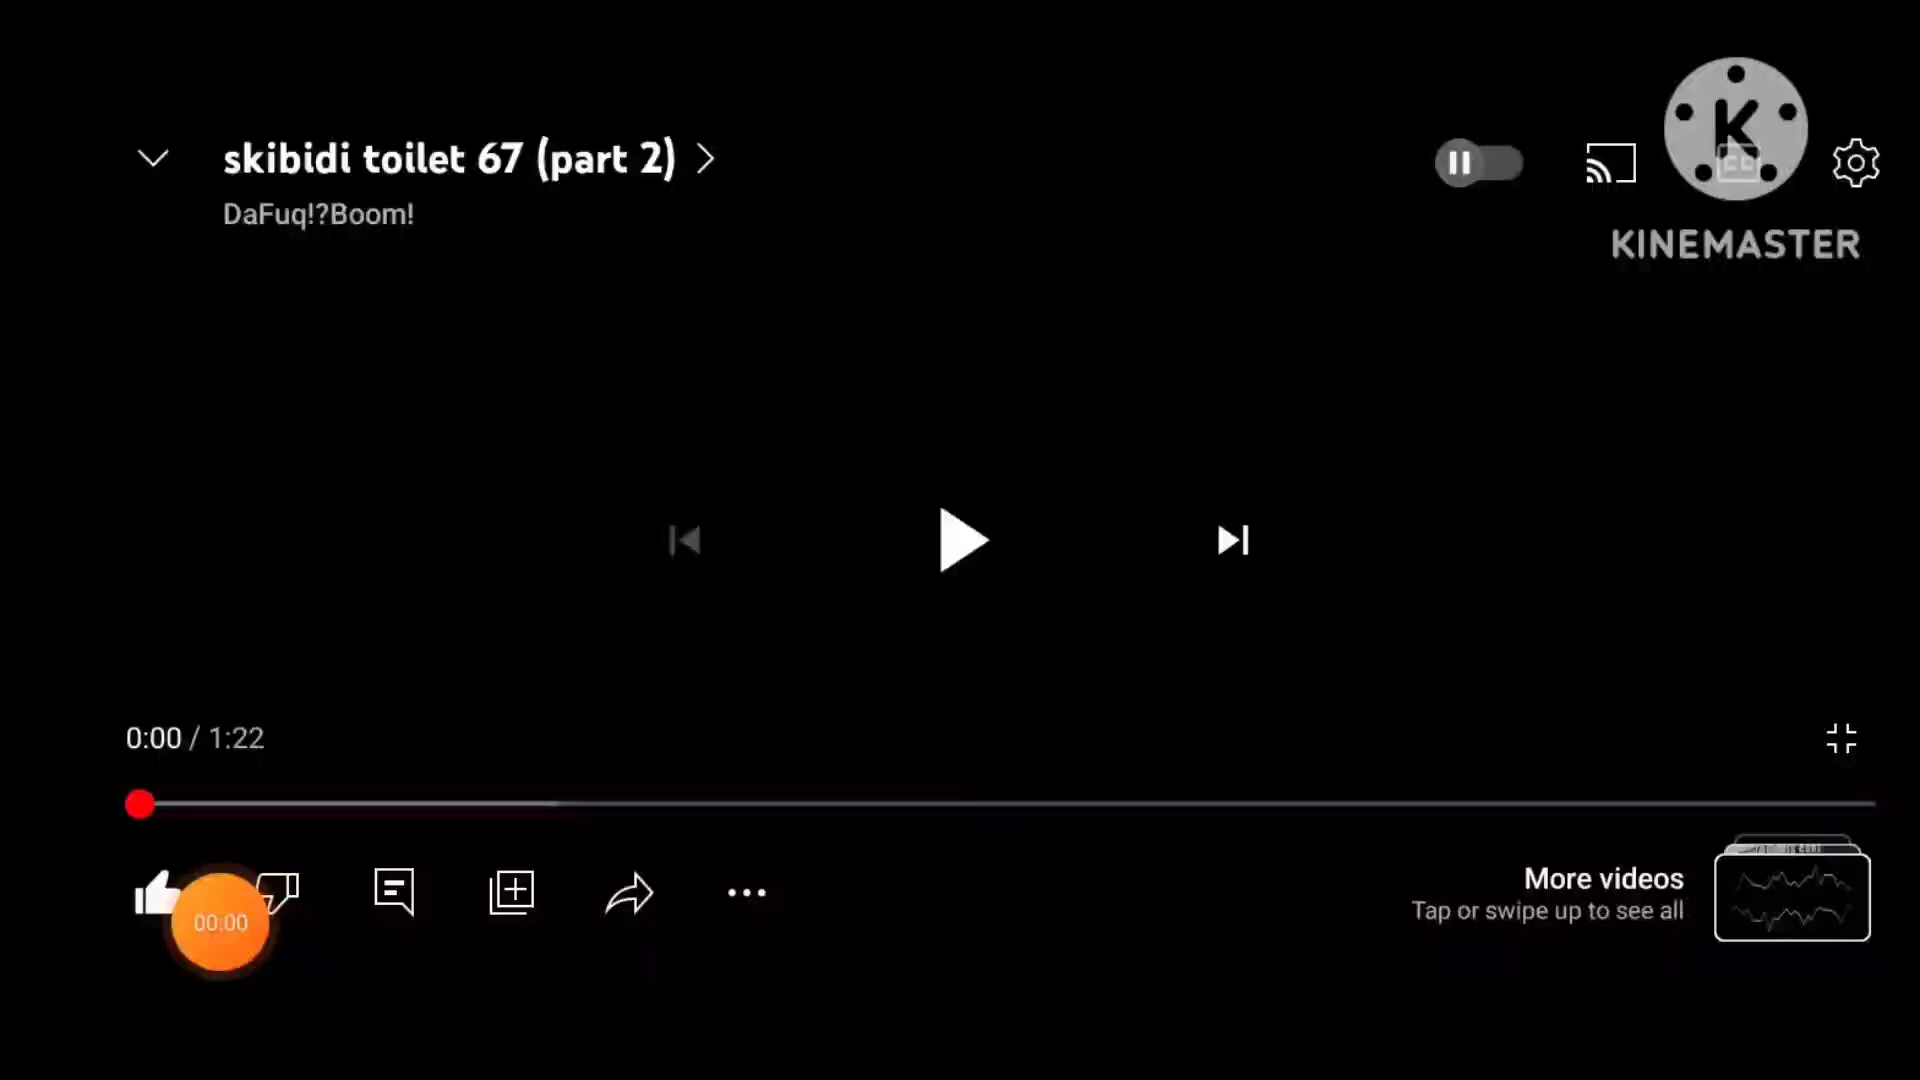 skibidi toilet 67 (part 2)
DaFuq!?Boom!
K
KINEMASTER
0:00 / 1:22
00:00
More videos
Tap or swipe up to see all